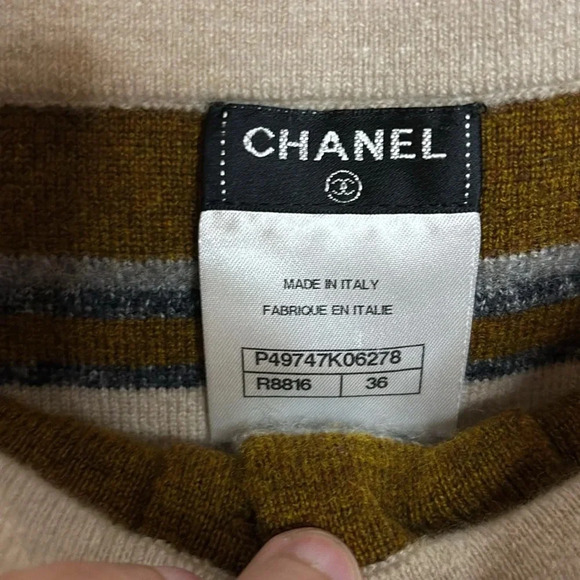 CHANEL
MADE IN ITALY
FABRIQUE EN ITALIE
P49747K06278
R8816 36